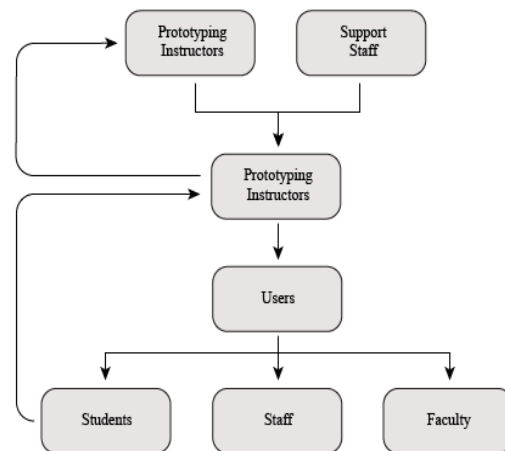 Prototyping
Instructors
Support
Staff
Prototyping
Instructors
Users
Students
Staff
Faculty